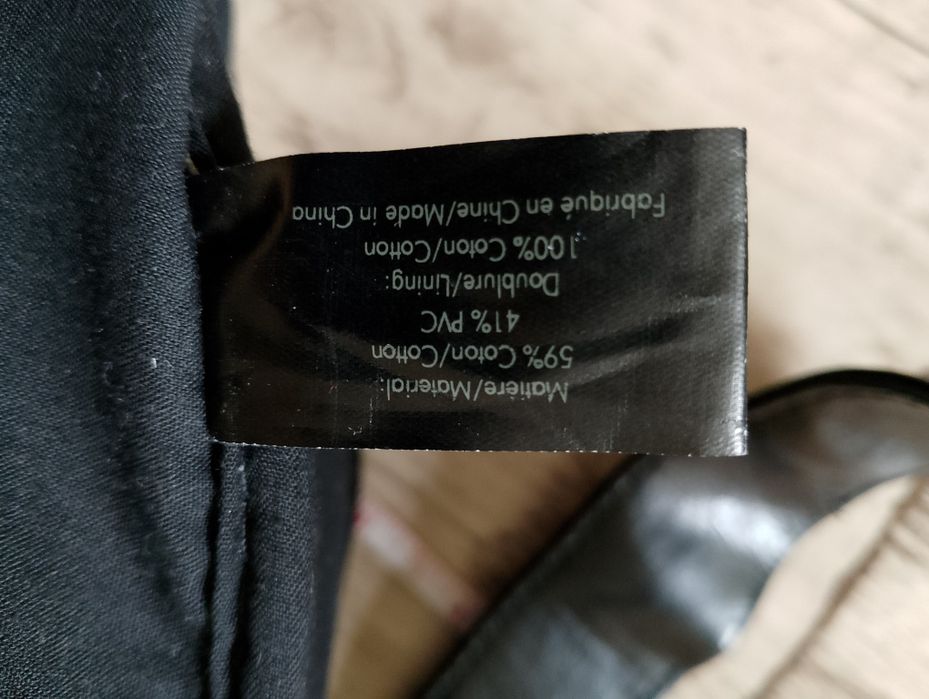 Matière/Material:
59% Coton/Cotton
41% PVC
Doublure/Lining:
100% Coton/Cotton
Fabriqué en Chine/Made in China